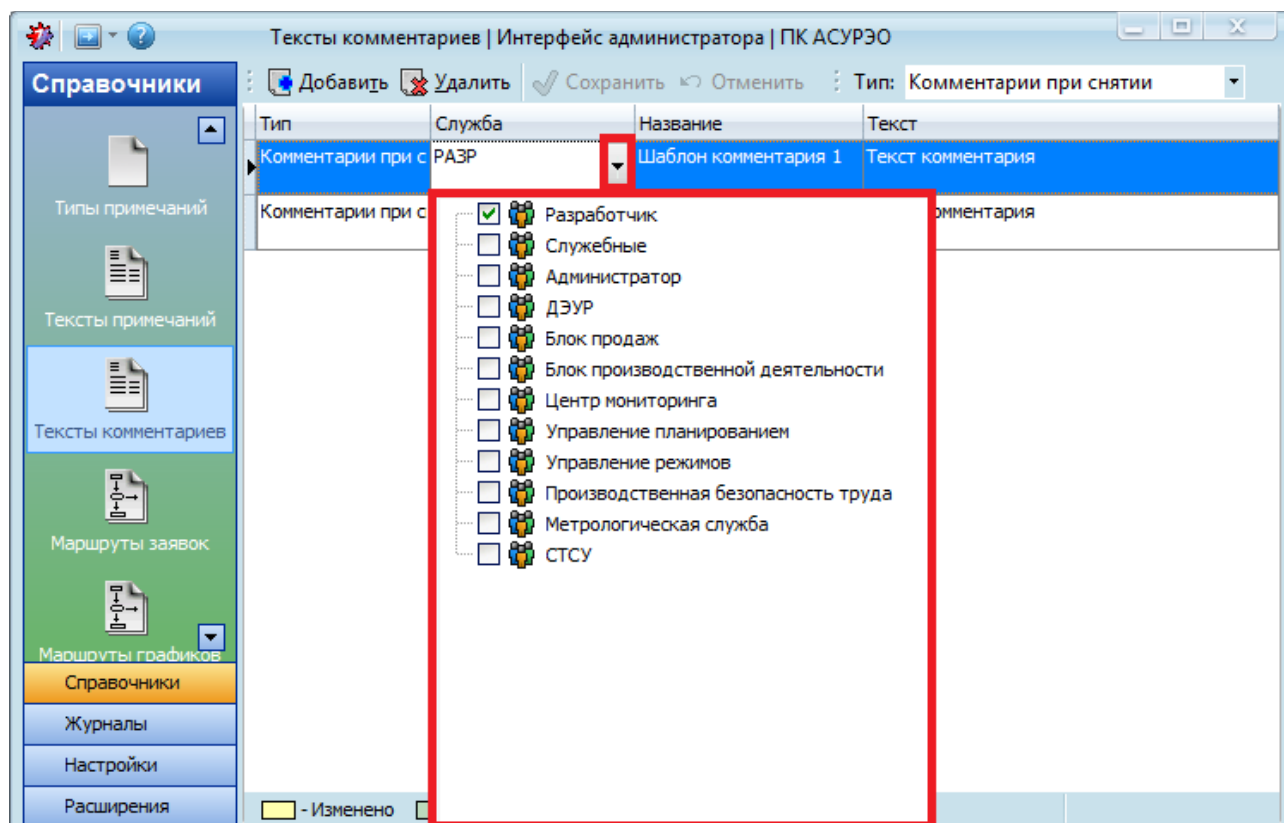 Тексты комментариев | Интерфейс администратора | ПК АСУРЭО
Справочники
Добавить Удалить Сохранить Отменить Тип: Комментарии при снятии
Тип Служба Название Текст
Комментарии при с РАЗР Шаблон комментария 1 Текст комментария
Комментарии при с омментария
Типы примечаний
Тексты примечаний
Тексты комментариев
Маршруты заявок
Маршруты графиков
Разработчик
Служебные
Администратор
ДЭУР
Блок продаж
Блок производственной деятельности
Центр мониторинга
Управление планированием
Управление режимов
Производственная безопасность труда
Метрологическая служба
СТСУ
Справочники
Журналы
Настройки
Расширения
- Изменено